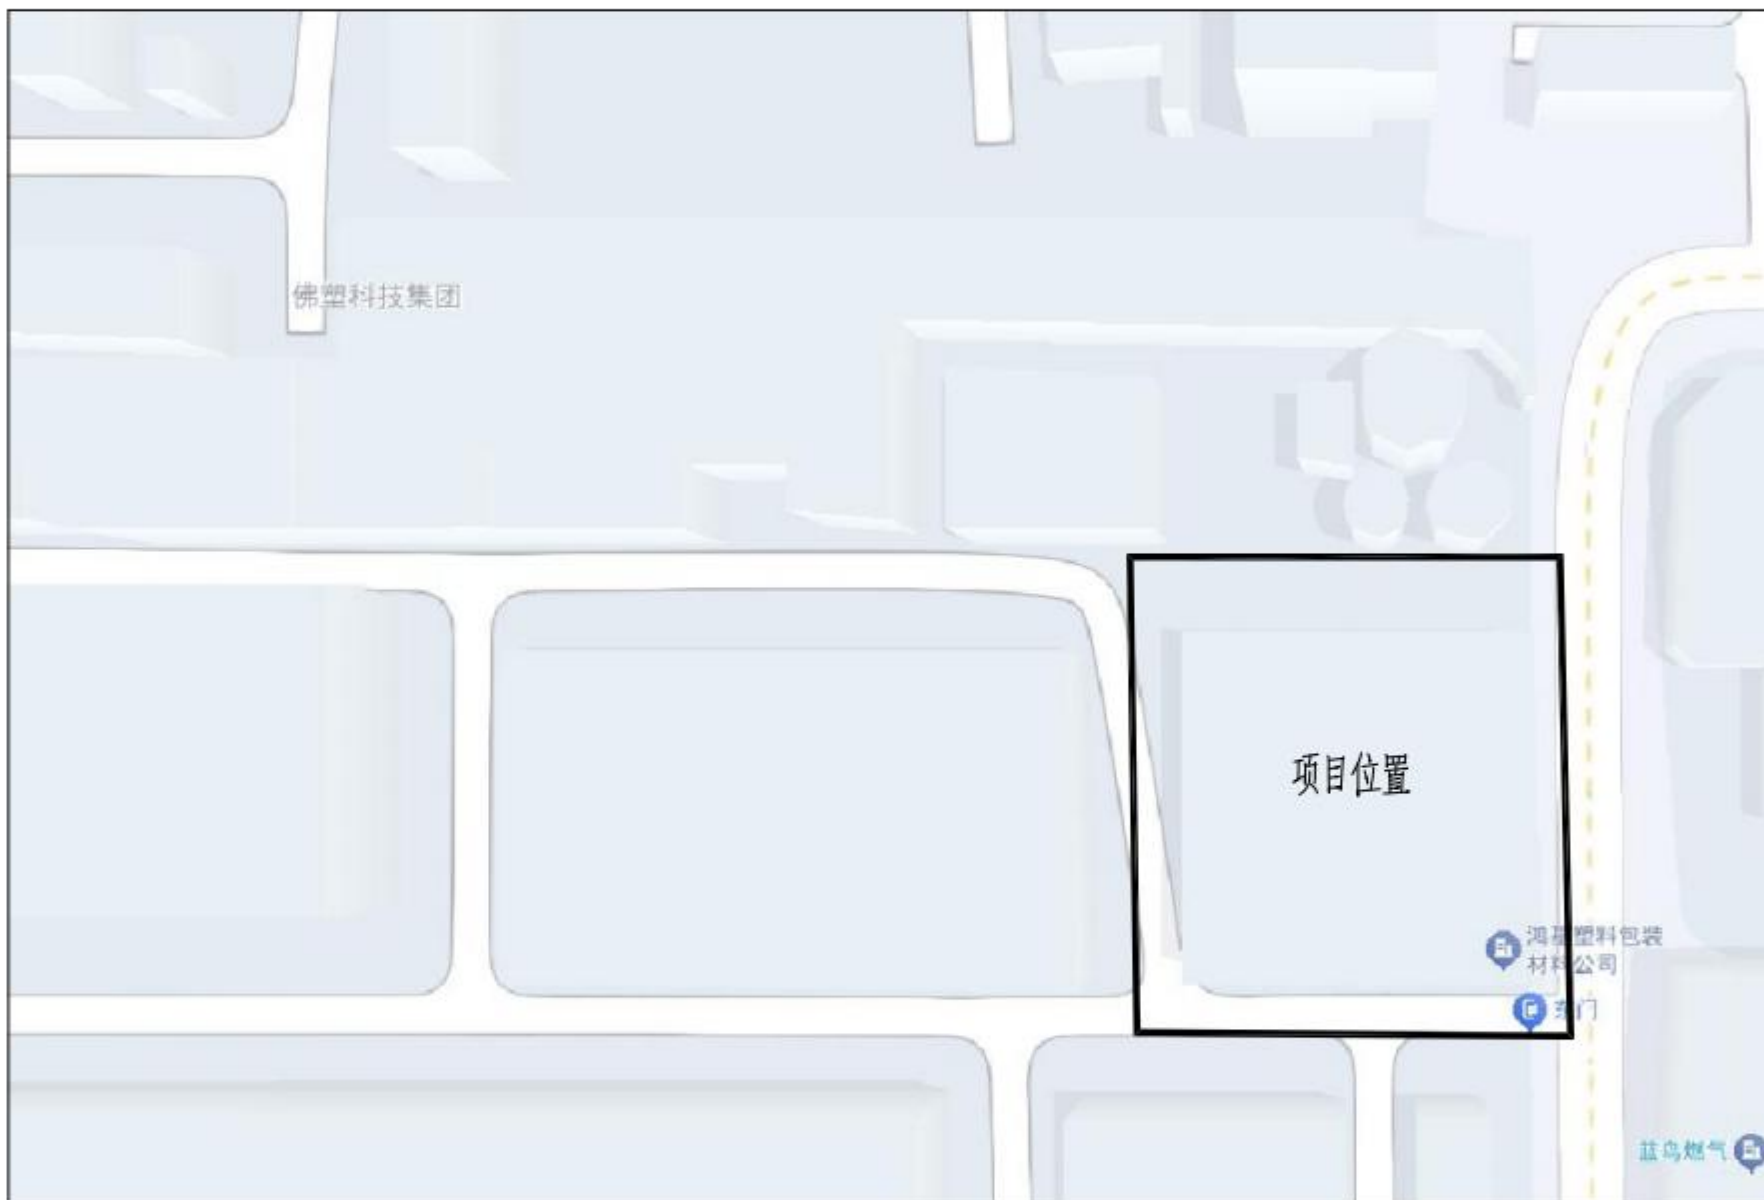 佛塑科技集团
项目位置
鸿基塑料包装
材料公司
东门
蓝鸟燃气